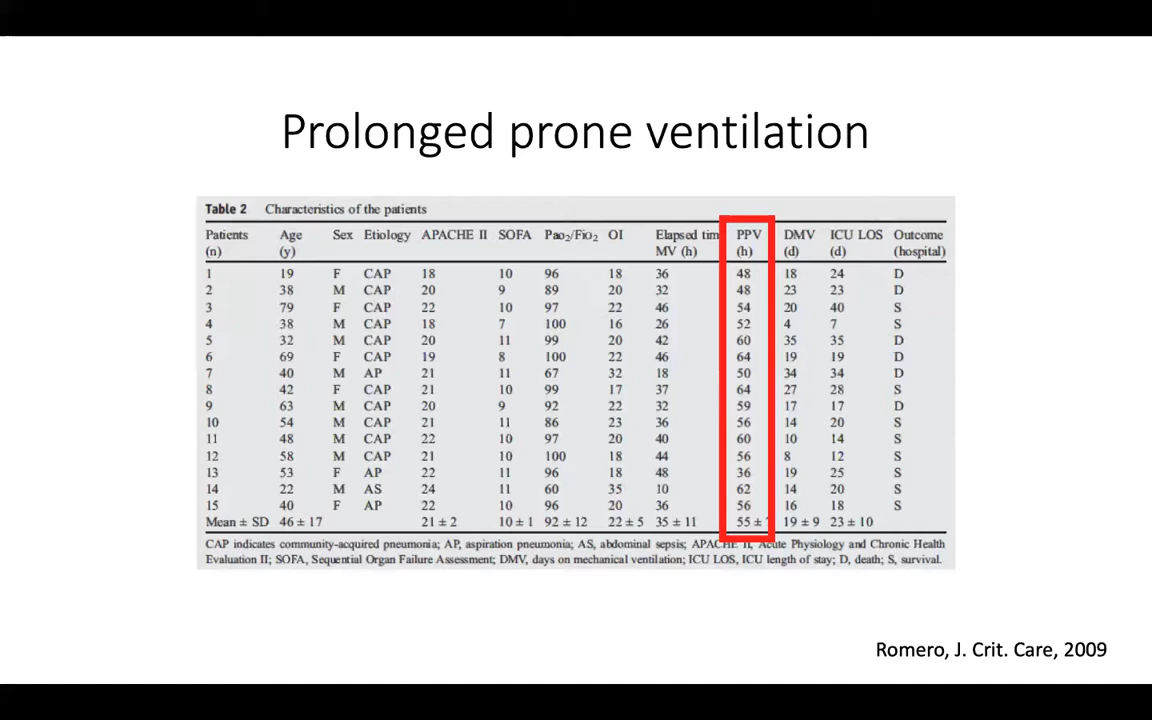 Prolonged prone ventilation
Table 2 Characteristics of the patients
Patients Age Sex Etiology APACHE II SOFA Pao2/Fio2 OI Elapsed tim PPV DMV ICU LOS Outcome
(n) (y) MV (h) (h) (d) (d) (hospital)
1 19 F CAP 18 10 96 18 36 48 18 24 D
2 38 M CAP 20 9 89 20 32 48 23 23 D
3 79 F CAP 22 10 97 22 46 54 20 40 S
4 38 M CAP 18 7 100 16 26 52 4 7 S
5 32 M CAP 20 11 99 20 42 60 35 35 D
6 69 F CAP 19 8 100 22 46 64 19 19 D
7 40 M AP 21 11 67 32 18 50 34 34 D
8 42 F CAP 21 10 99 17 37 64 27 28 S
9 63 M CAP 20 9 92 22 32 59 17 17 D
10 54 M CAP 21 11 86 23 36 56 14 20 S
11 48 M CAP 22 10 97 20 40 60 10 14 S
12 58 M CAP 21 10 100 18 44 56 8 12 S
13 53 F AP 22 11 96 18 48 36 19 25 S
14 22 M AS 24 11 60 35 10 62 14 20 S
15 40 F AP 22 10 96 20 36 56 16 18 S
Mean ± SD 46 ± 17 21 ± 2 10 ± 1 92 ± 12 22 ± 5 35 ± 11 55 ± 19 ± 9 23 ± 10
CAP indicates community-acquired pneumonia; AP, aspiration pneumonia; AS, abdominal sepsis; APACHE II, Acute Physiology and Chronic Health
Evaluation II; SOFA, Sequential Organ Failure Assessment; DMV, days on mechanical ventilation; ICU LOS, ICU length of stay; D, death; S, survival.
Romero, J. Crit. Care, 2009